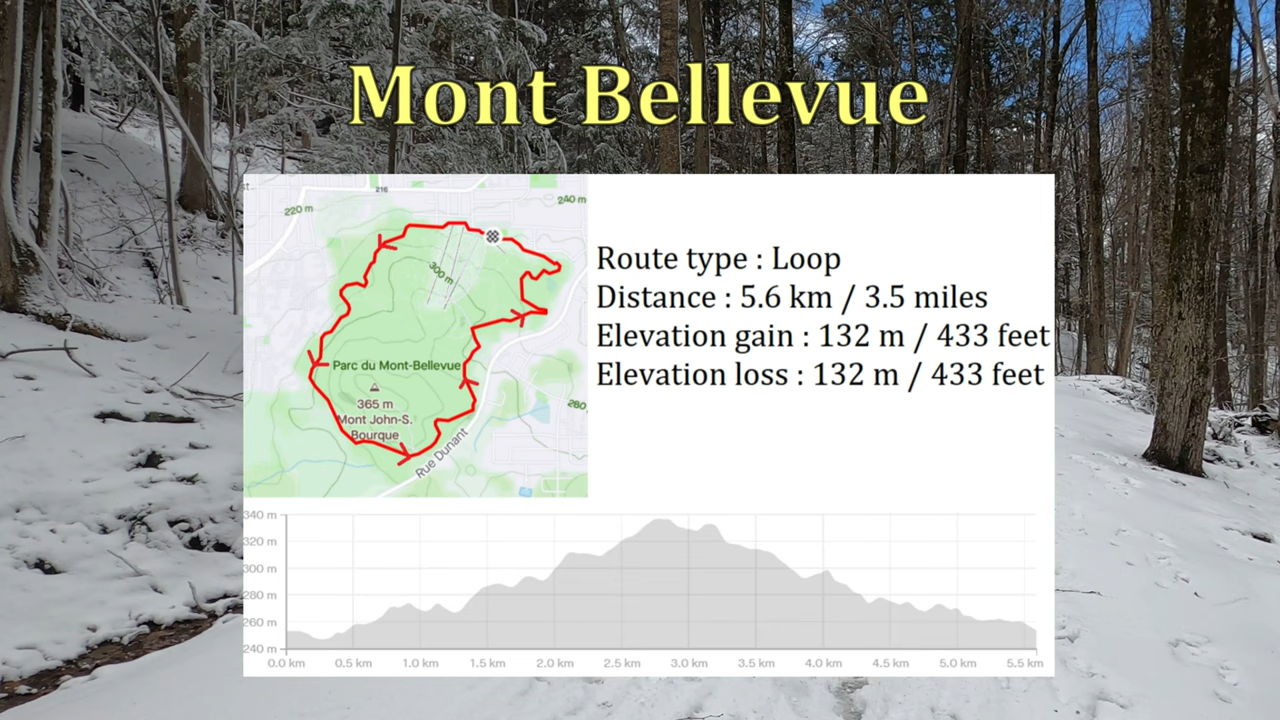 Mont Bellevue
st.
216
220 m
240 m
300 m
Parc du Mont-Bellevue
365 m
Mont John-S.
Bourque
280
Rue Dunant
Route type : Loop
Distance : 5.6 km / 3.5 miles
Elevation gain : 132 m / 433 feet
Elevation loss : 132 m / 433 feet
340 m
320 m
300 m
280 m
260 m
240 m
0.0 km 0.5 km 1.0 km 1.5 km 2.0 km 2.5 km 3.0 km 3.5 km 4.0 km 4.5 km 5.0 km 5.5 km